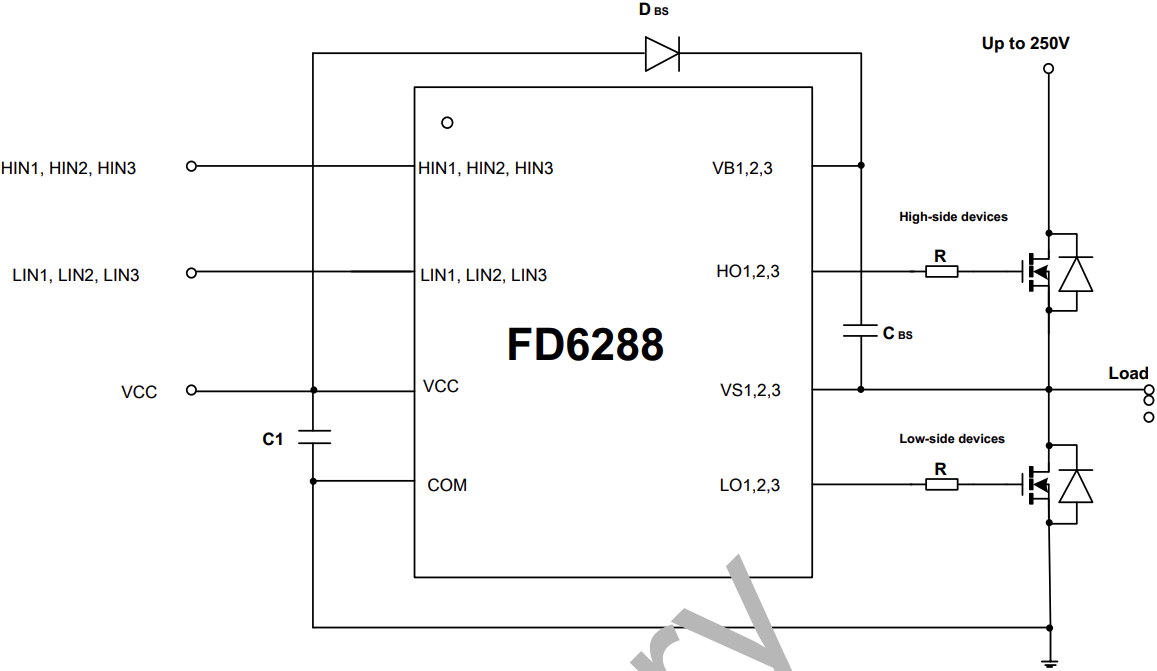 D BS
Up to 250V
HIN1, HIN2, HIN3
HIN1, HIN2, HIN3
VB1,2,3
High-side devices
R
LIN1, LIN2, LIN3
LIN1, LIN2, LIN3
HO1,2,3
FD6288
C BS
VCC
VCC
VS1,2,3
Load
C1
Low-side devices
R
COM
LO1,2,3
ry